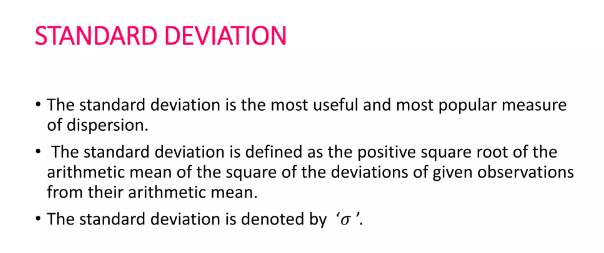 STANDARD DEVIATION
• The standard deviation is the most useful and most popular measure
of dispersion.
• The standard deviation is defined as the positive square root of the
arithmetic mean of the square of the deviations of given observations
from their arithmetic mean.
• The standard deviation is denoted by ‘σ ’.